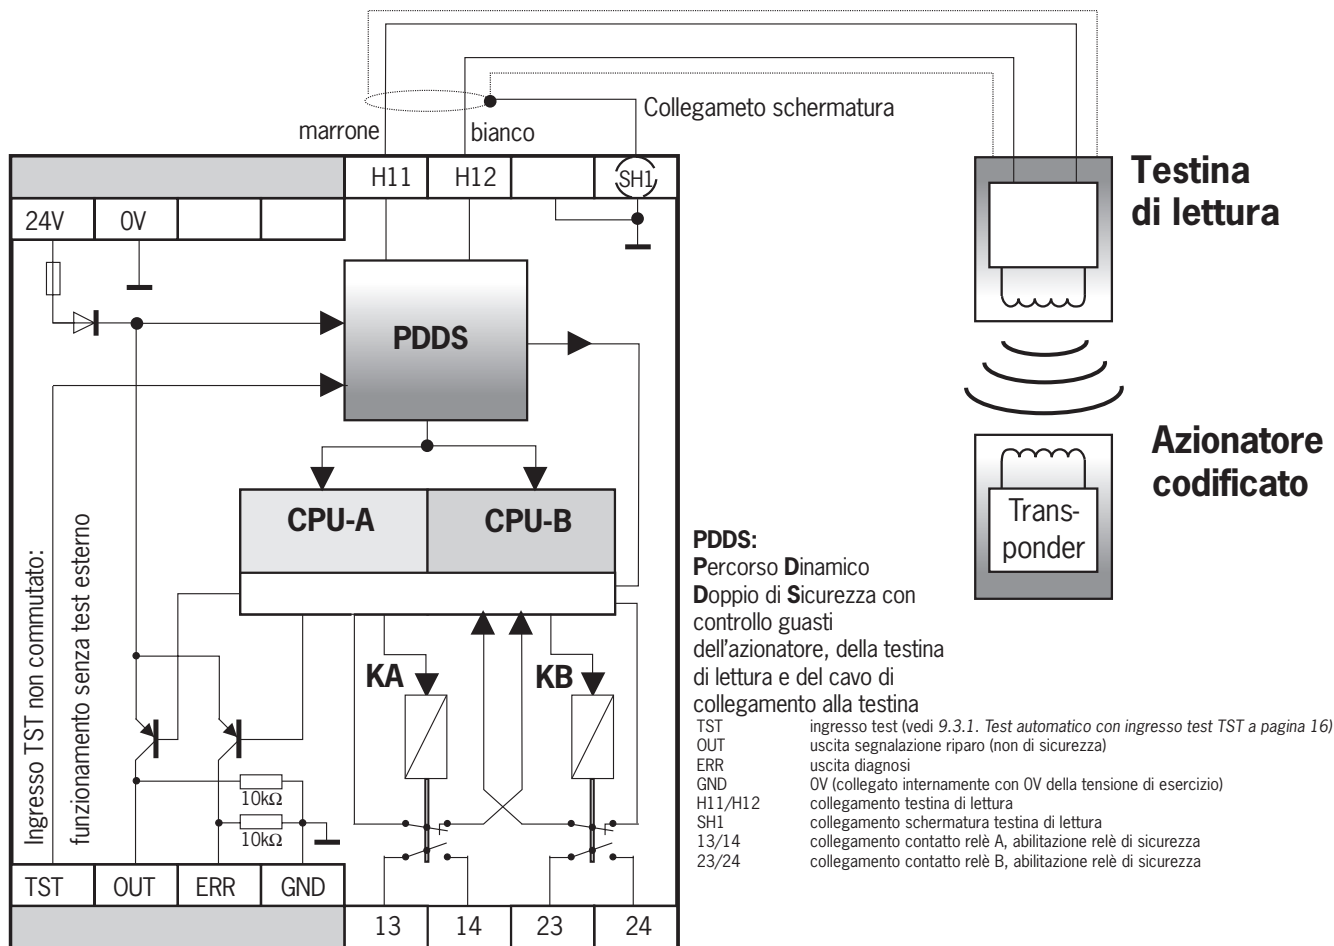 Collegameto schermatura
marrone
bianco
H11
H12
SH1
24V
0V
PDDS
CPU-A
CPU-B
KA
KB
Ingresso TST non commutato:
funzionamento senza test esterno
10kΩ
10kΩ
TST
OUT
ERR
GND
13
14
23
24
Testina
di lettura
Azionatore
codificato
Trans-
ponder
PDDS:
Percorso Dinamico
Doppio di Sicurezza con
controllo guasti
dell'azionatore, della testina
di lettura e del cavo di
collegamento alla testina
TST ingresso test (vedi 9.3.1. Test automatico con ingresso test TST a pagina 16)
OUT uscita segnalazione riparo (non di sicurezza)
ERR uscita diagnosi
GND 0V (collegato internamente con 0V della tensione di esercizio)
H11/H12 collegamento testina di lettura
SH1 collegamento schermatura testina di lettura
13/14 collegamento contatto relè A, abilitazione relè di sicurezza
23/24 collegamento contatto relè B, abilitazione relè di sicurezza